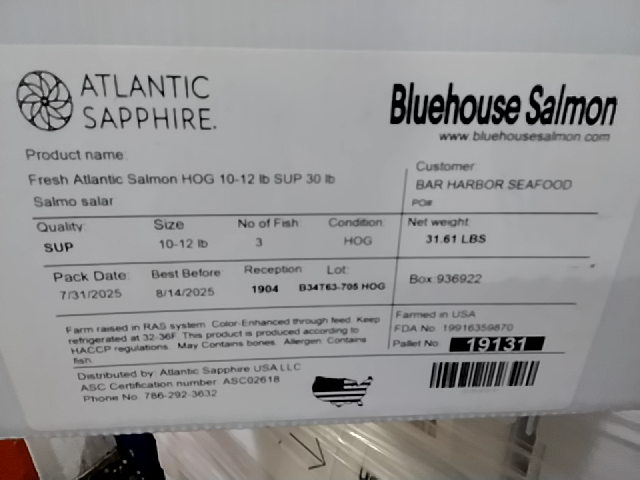 ATLANTIC
SAPPHIRE.
Bluehouse Salmon
www.bluehousesalmon.com
Product name:
Fresh Atlantic Salmon HOG 10-12 lb SUP 30 lb
Salmo salar
Customer:
BAR HARBOR SEAFOOD
PO#
Quality: Size No of Fish: Condition: Net weight
SUP 10-12 lb 3 HOG 31.61 LBS
Pack Date: Best Before Reception Lot:
7/31/2025 8/14/2025 1904 B34T63-705 HOG
Box: 936922
Farm raised in RAS system. Color-Enhanced through feed. Keep
refrigerated at 32-36F. This product is produced according to
HACCP regulations. May Contains bones. Allergen: Contains
fish.
Farmed in USA
FDA No. 19916359870
Pallet No. 19131
Distributed by: Atlantic Sapphire USA LLC
ASC Certification number: ASC02618
Phone No. 786-292-3632